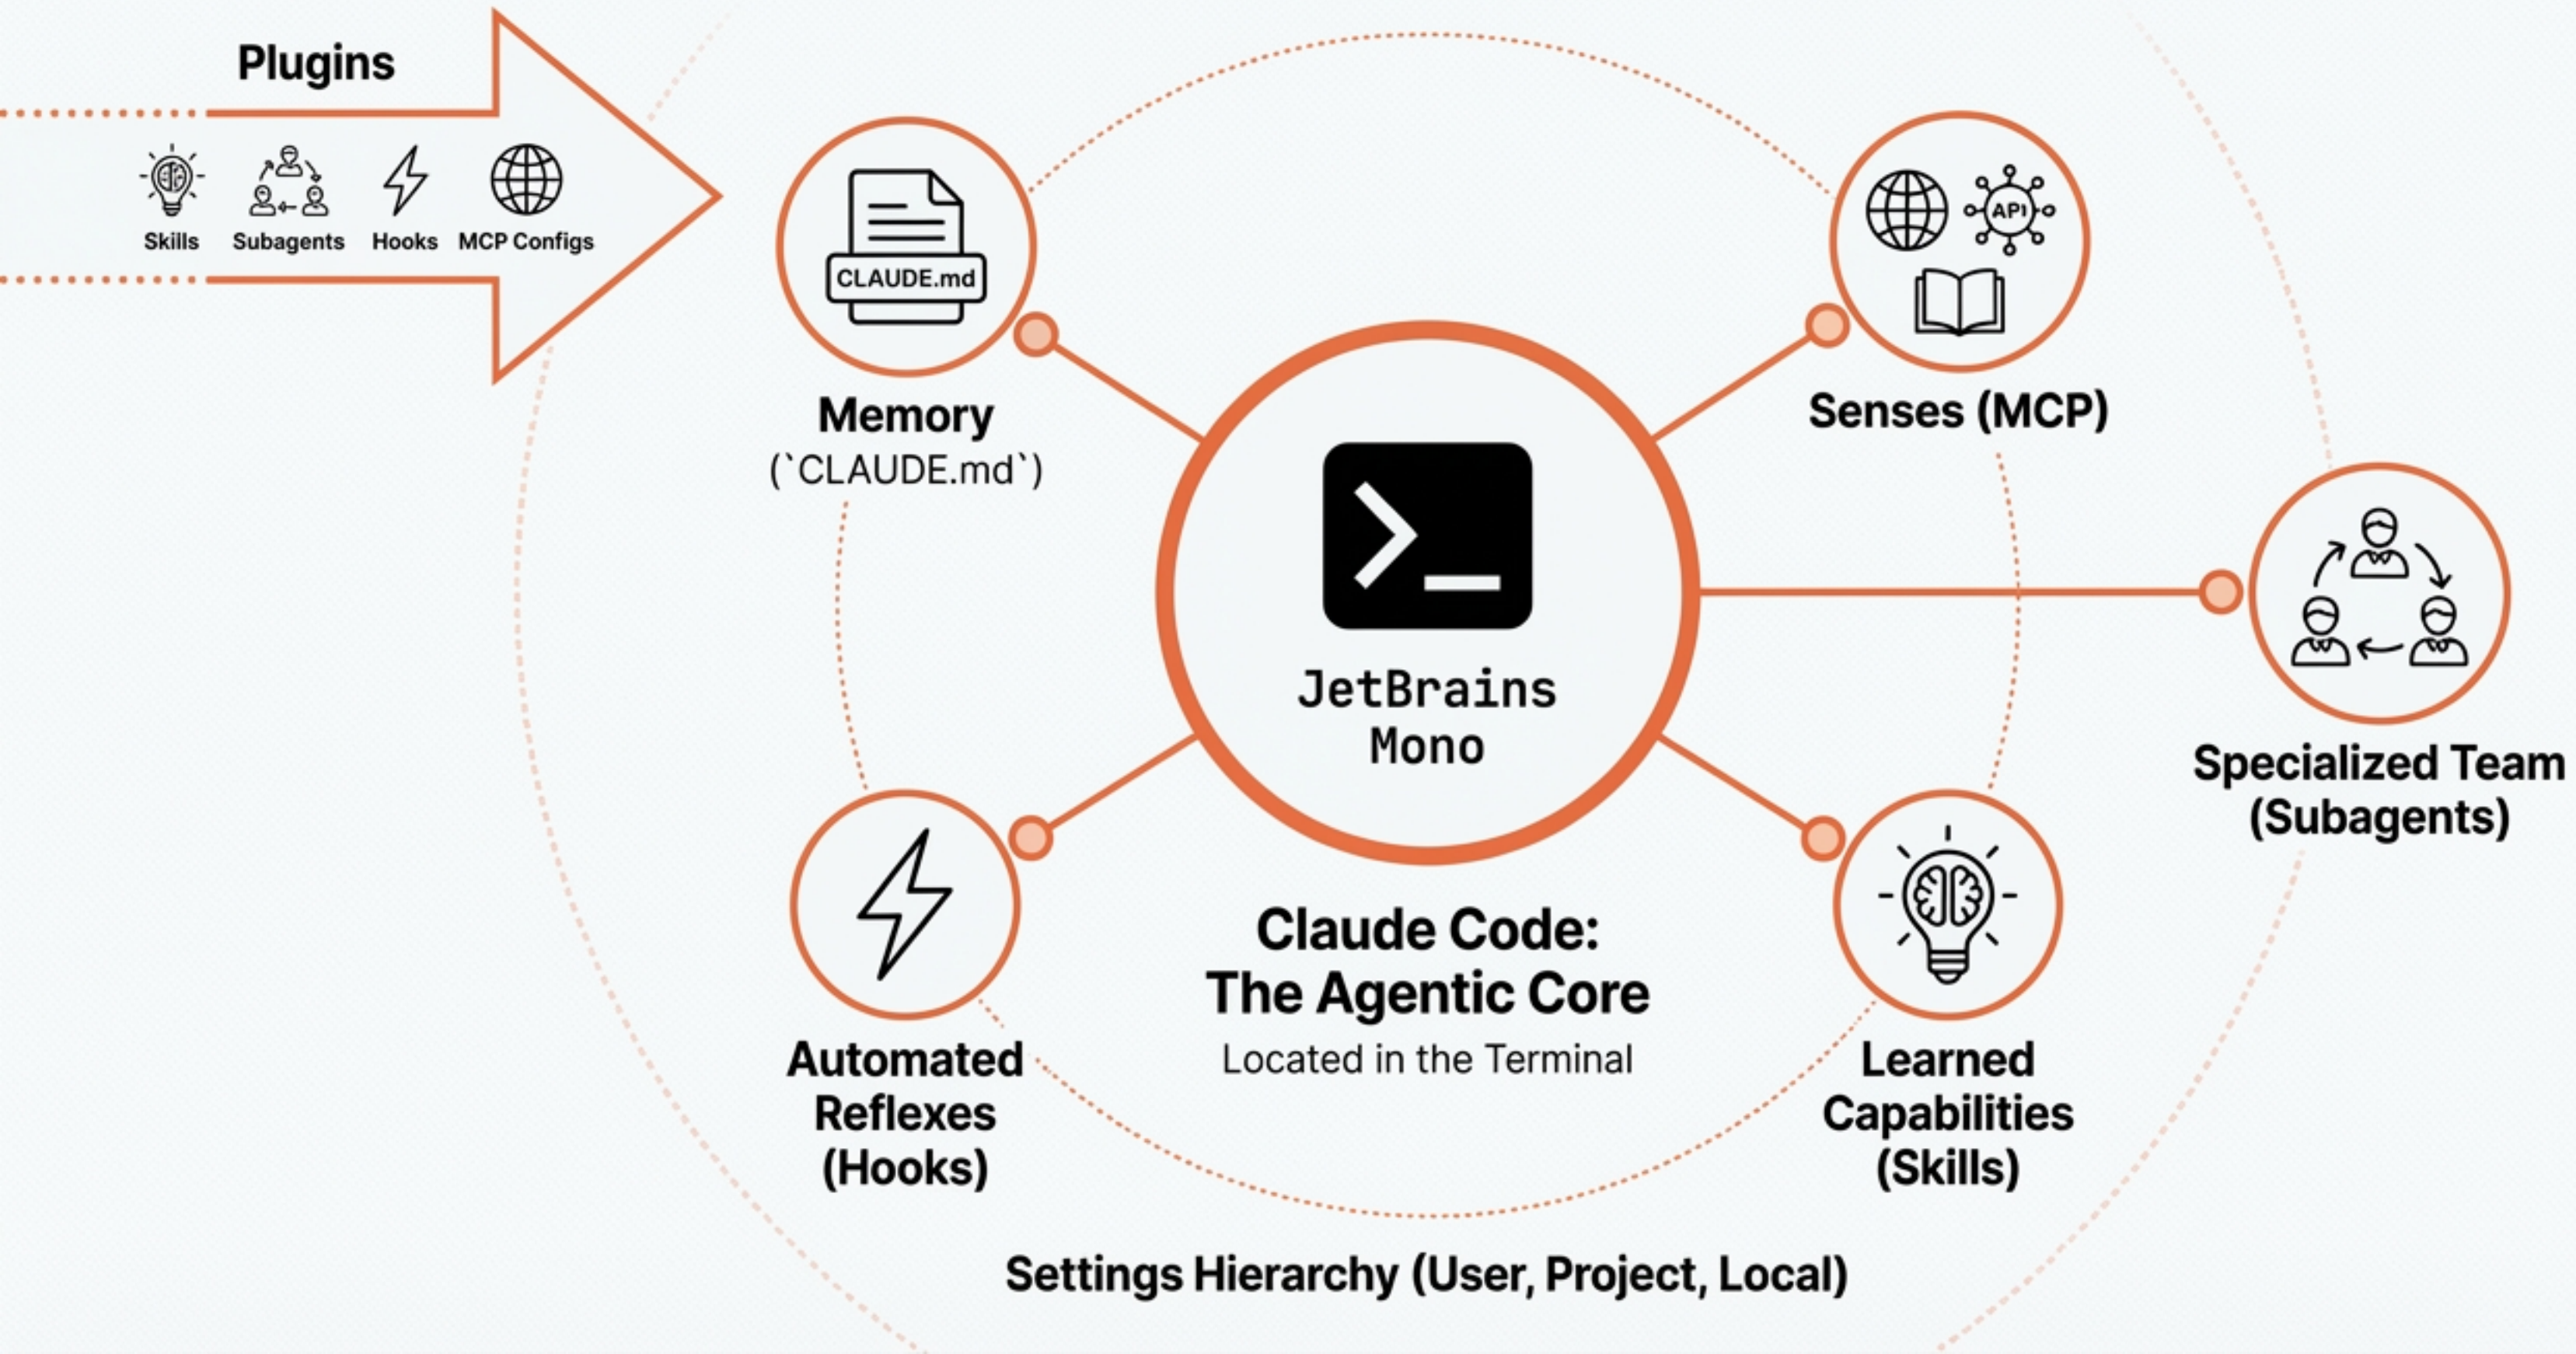 Plugins
Skills
Subagents
Hooks
MCP Configs
CLAUDE.md
Memory
(`CLAUDE.md`)
API
Senses (MCP)
JetBrains
Mono
Claude Code:
The Agentic Core
Located in the Terminal
Specialized Team
(Subagents)
Automated
Reflexes
(Hooks)
Learned
Capabilities
(Skills)
Settings Hierarchy (User, Project, Local)